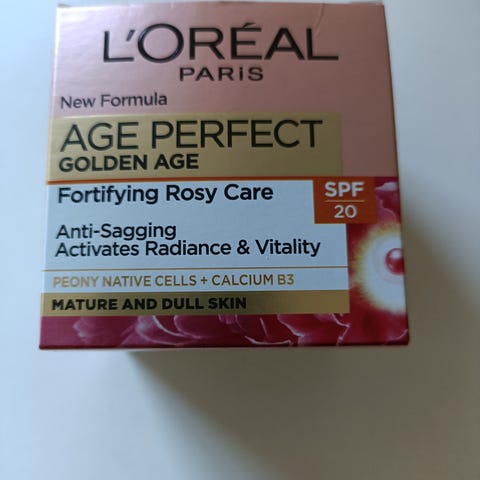 L'ORÉAL
PARIS
New Formula
AGE PERFECT
GOLDEN AGE
Fortifying Rosy Care
SPF
20
Anti-Sagging
Activates Radiance & Vitality
PEONY NATIVE CELLS + CALCIUM B3
MATURE AND DULL SKIN